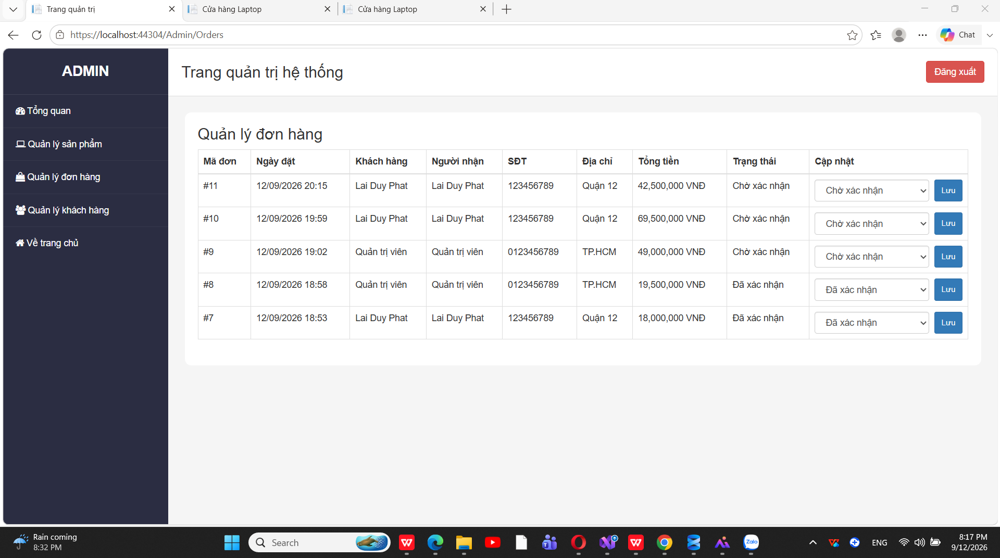 Trang quản trị
Cửa hàng Laptop
Cửa hàng Laptop
https://localhost:44304/Admin/Orders
Chat
ADMIN
Trang quản trị hệ thống
Đăng xuất
Tổng quan
Quản lý sản phẩm
Quản lý đơn hàng
Quản lý khách hàng
Về trang chủ
Quản lý đơn hàng
Mã đơn Ngày đặt Khách hàng Người nhận SĐT Địa chỉ Tổng tiền Trạng thái Cập nhật
#11 12/09/2026 20:15 Lai Duy Phat Lai Duy Phat 123456789 Quận 12 42,500,000 VNĐ Chờ xác nhận Chờ xác nhận Lưu
#10 12/09/2026 19:59 Lai Duy Phat Lai Duy Phat 123456789 Quận 12 69,500,000 VNĐ Chờ xác nhận Chờ xác nhận Lưu
#9 12/09/2026 19:02 Quản trị viên Quản trị viên 0123456789 TP.HCM 49,000,000 VNĐ Chờ xác nhận Chờ xác nhận Lưu
#8 12/09/2026 18:58 Quản trị viên Quản trị viên 0123456789 TP.HCM 19,500,000 VNĐ Đã xác nhận Đã xác nhận Lưu
#7 12/09/2026 18:53 Lai Duy Phat Lai Duy Phat 123456789 Quận 12 18,000,000 VNĐ Đã xác nhận Đã xác nhận Lưu
Rain coming
8:32 PM
Search
Zalo
ENG
8:17 PM
9/12/2026